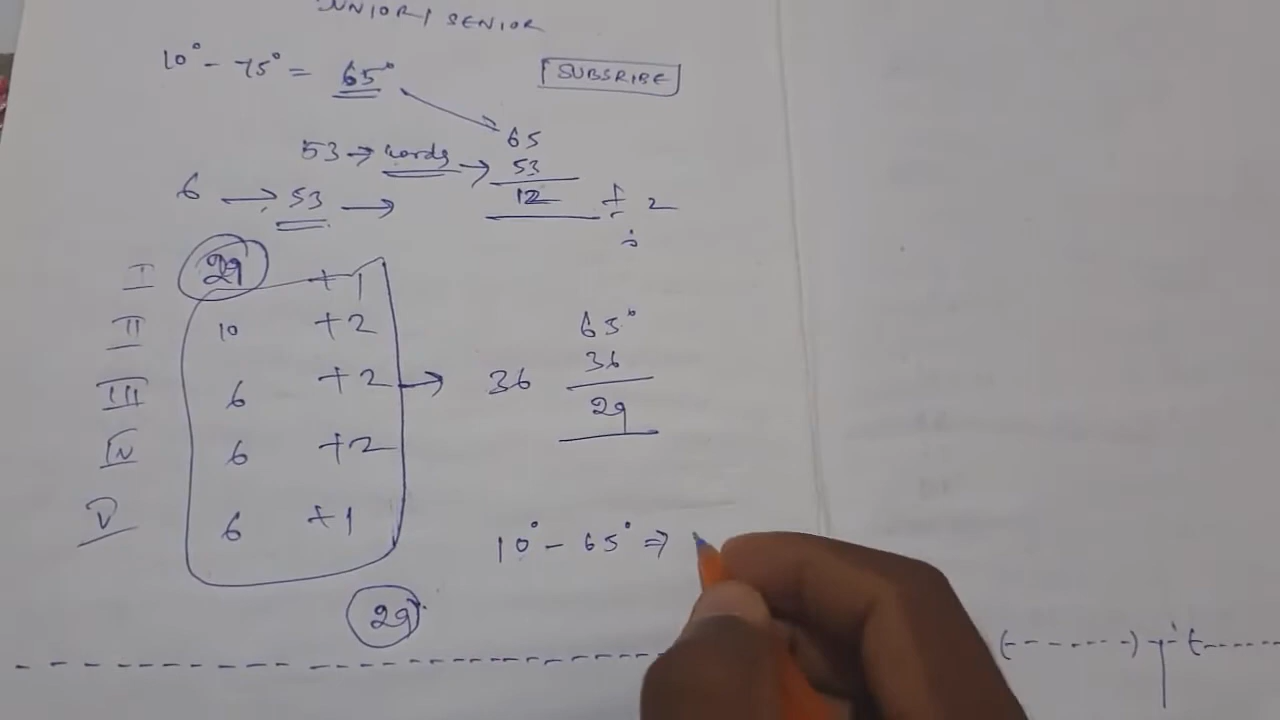 JUNIOR / SENIOR
10° - 75° = 65°
SUBSRIBE
65
53 → words → 53
6 → 53 → 12 + 2
I 29 + 1
II 10 + 2
65°
36
III 6 + 2 → 36
29
IV 6 + 2
V 6 + 1
10° - 65° ⇒
29
(------) (-----